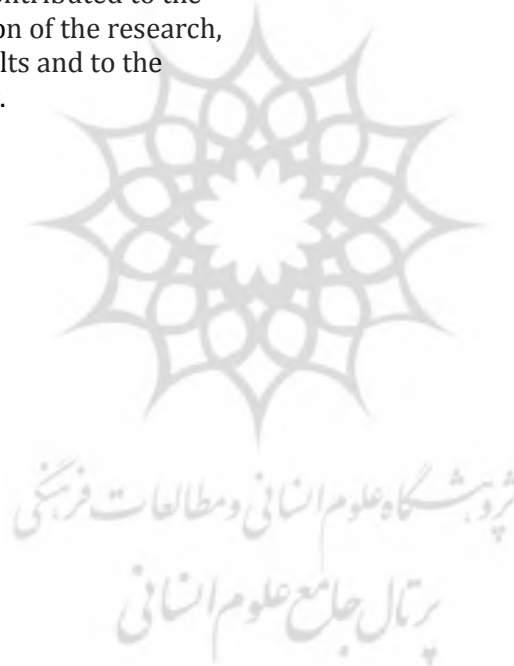 ontributed to the
on of the research,
lts and to the
.
پژوهشگاه علوم انسانی و مطالعات فرهنگی
پرتال جامع علوم انسانی